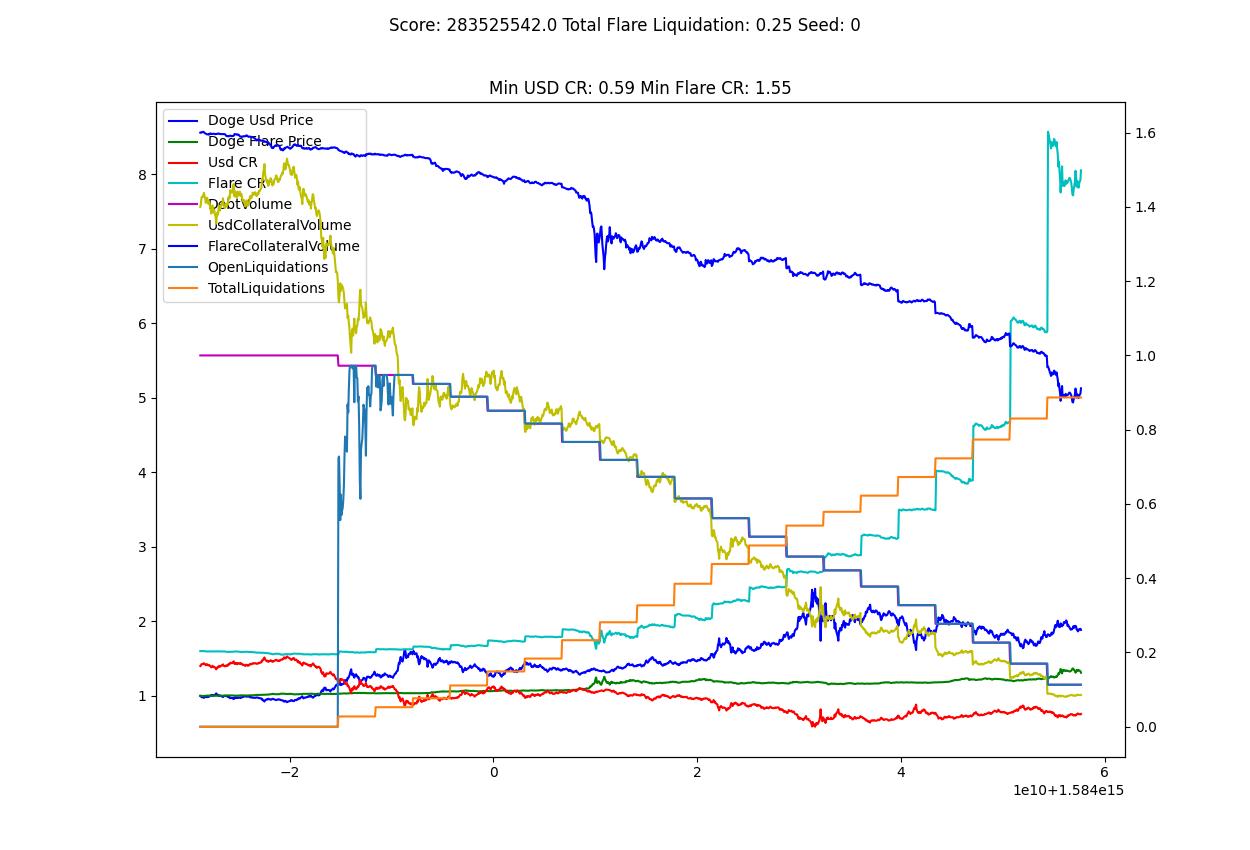 Score: 283525542.0 Total Flare Liquidation: 0.25 Seed: 0
Min USD CR: 0.59 Min Flare CR: 1.55
Doge Usd Price
Doge Flare Price
Usd CR
Flare CR
DebtVolume
UsdCollateralVolume
FlareCollateralVolume
OpenLiquidations
TotalLiquidations
8
7
6
5
4
3
2
1
1.6
1.4
1.2
1.0
0.8
0.6
0.4
0.2
0.0
−2
0
2
4
6
1e10+1.584e15